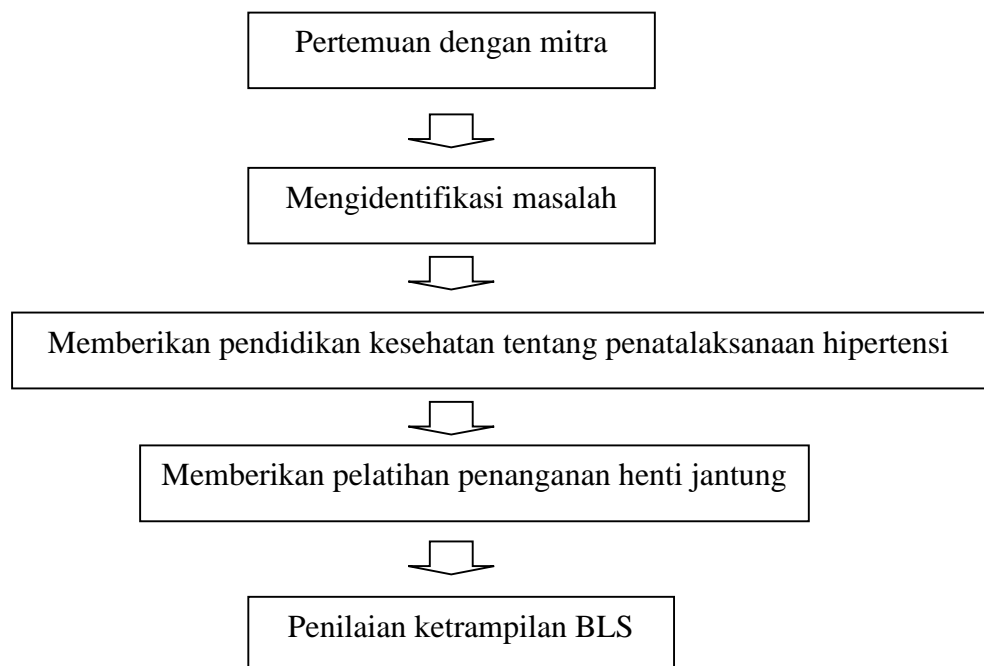 Pertemuan dengan mitra
Mengidentifikasi masalah
Memberikan pendidikan kesehatan tentang penatalaksanaan hipertensi
Memberikan pelatihan penanganan henti jantung
Penilaian ketrampilan BLS